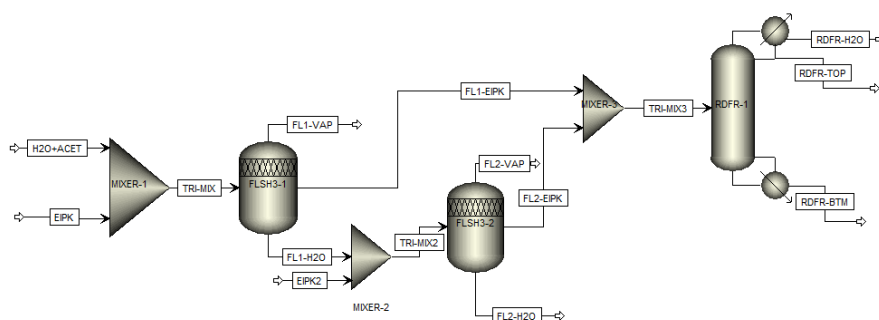 RDFR-H2O
RDFR-TOP
FL1-EIPK
MIXER-3
TRI-MIX3
RDFR-1
FL1-VAP
H2O+ACET
MIXER-1
TRI-MIX
FLSH3-1
FL2-VAP
FL2-EIPK
EIPK
FLSH3-2
RDFR-BTM
TRI-MIX2
FL1-H2O
EIPK2
MIXER-2
FL2-H2O